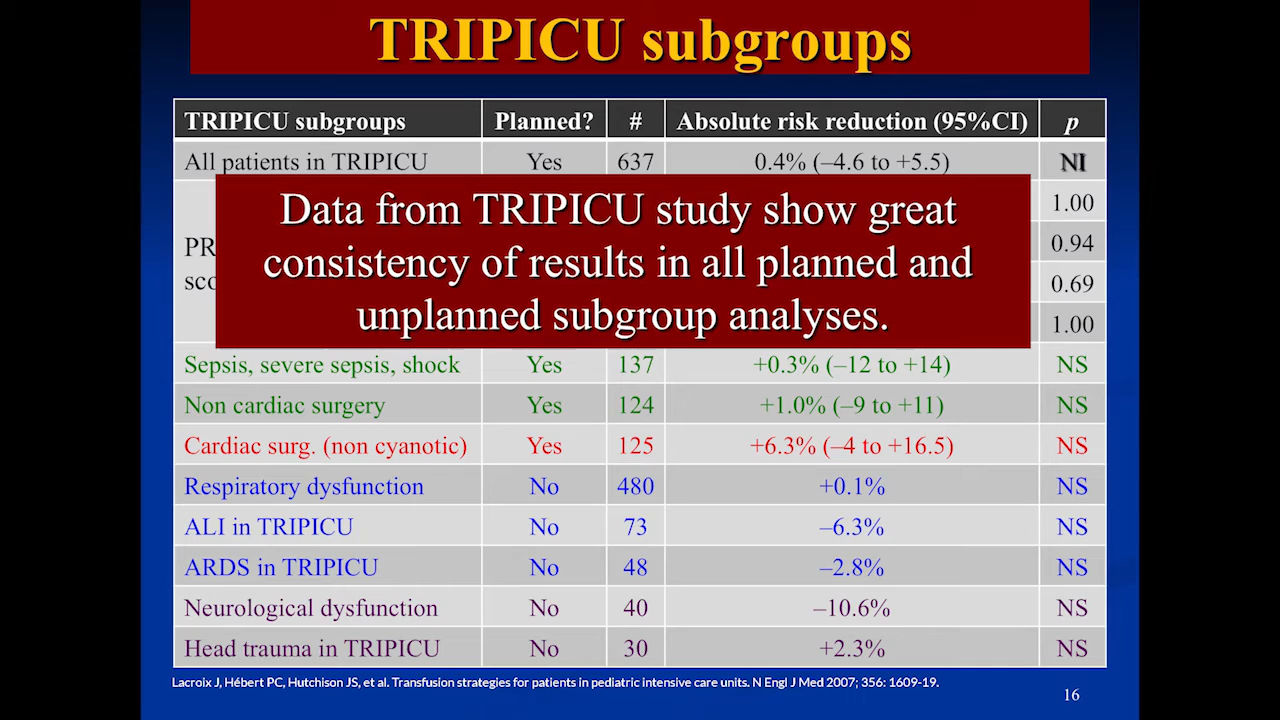 TRIPICU subgroups
TRIPICU subgroups Planned? # Absolute risk reduction (95%CI) p
All patients in TRIPICU Yes 637 0.4% (–4.6 to +5.5) NI
Data from TRIPICU study show great
consistency of results in all planned and
unplanned subgroup analyses.
PR
sco
1.00
0.94
0.69
1.00
Sepsis, severe sepsis, shock Yes 137 +0.3% (–12 to +14) NS
Non cardiac surgery Yes 124 +1.0% (–9 to +11) NS
Cardiac surg. (non cyanotic) Yes 125 +6.3% (–4 to +16.5) NS
Respiratory dysfunction No 480 +0.1% NS
ALI in TRIPICU No 73 –6.3% NS
ARDS in TRIPICU No 48 –2.8% NS
Neurological dysfunction No 40 –10.6% NS
Head trauma in TRIPICU No 30 +2.3% NS
Lacroix J, Hébert PC, Hutchison JS, et al. Transfusion strategies for patients in pediatric intensive care units. N Engl J Med 2007; 356: 1609-19.
16